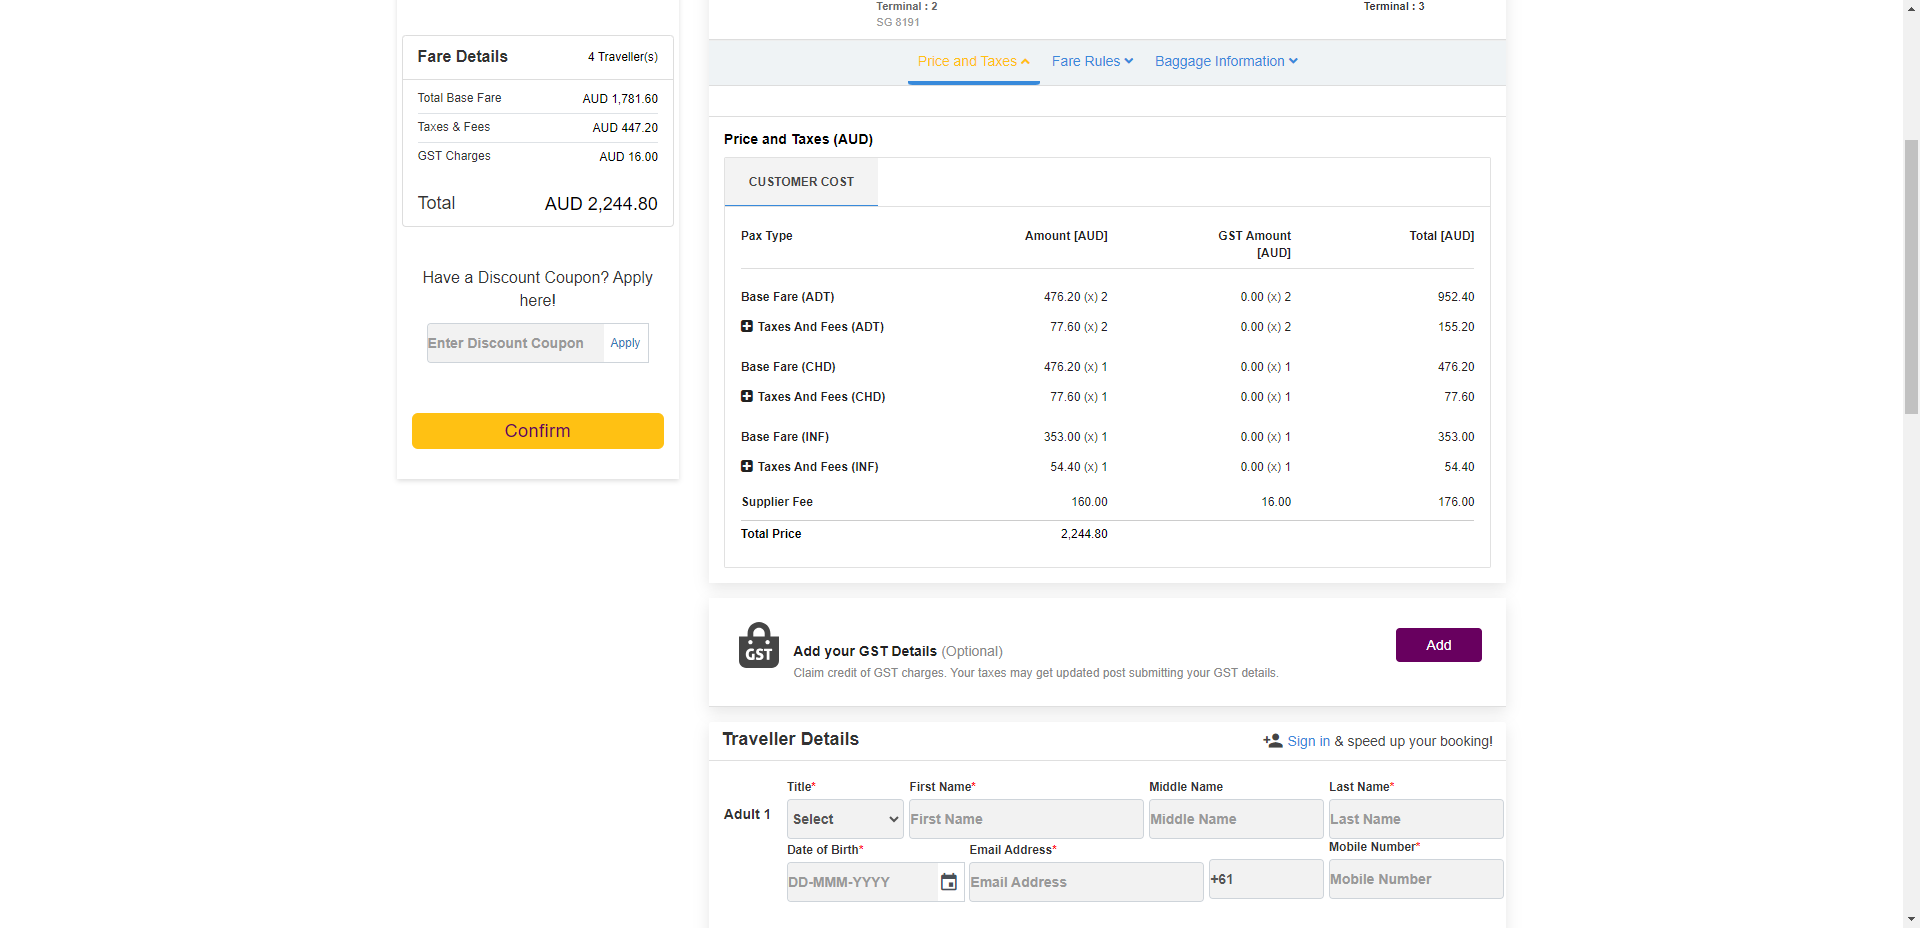 Terminal : 2
Terminal : 3
SG 8191
Fare Details
4 Traveller(s)
Total Base Fare
AUD 1,781.60
Taxes & Fees
AUD 447.20
GST Charges
AUD 16.00
Total
AUD 2,244.80
Have a Discount Coupon? Apply
here!
Enter Discount Coupon
Apply
Confirm
Price and Taxes
Fare Rules
Baggage Information
Price and Taxes (AUD)
CUSTOMER COST
Pax Type
Amount [AUD]
GST Amount
[AUD]
Total [AUD]
Base Fare (ADT)
476.20 (x) 2
0.00 (x) 2
952.40
Taxes And Fees (ADT)
77.60 (x) 2
0.00 (x) 2
155.20
Base Fare (CHD)
476.20 (x) 1
0.00 (x) 1
476.20
Taxes And Fees (CHD)
77.60 (x) 1
0.00 (x) 1
77.60
Base Fare (INF)
353.00 (x) 1
0.00 (x) 1
353.00
Taxes And Fees (INF)
54.40 (x) 1
0.00 (x) 1
54.40
Supplier Fee
160.00
16.00
176.00
Total Price
2,244.80
GST
Add your GST Details (Optional)
Claim credit of GST charges. Your taxes may get updated post submitting your GST details.
Add
Traveller Details
Sign in & speed up your booking!
Title*
First Name*
Middle Name
Last Name*
Adult 1
Select
First Name
Middle Name
Last Name
Date of Birth*
Email Address*
Mobile Number*
DD-MMM-YYYY
Email Address
+61
Mobile Number